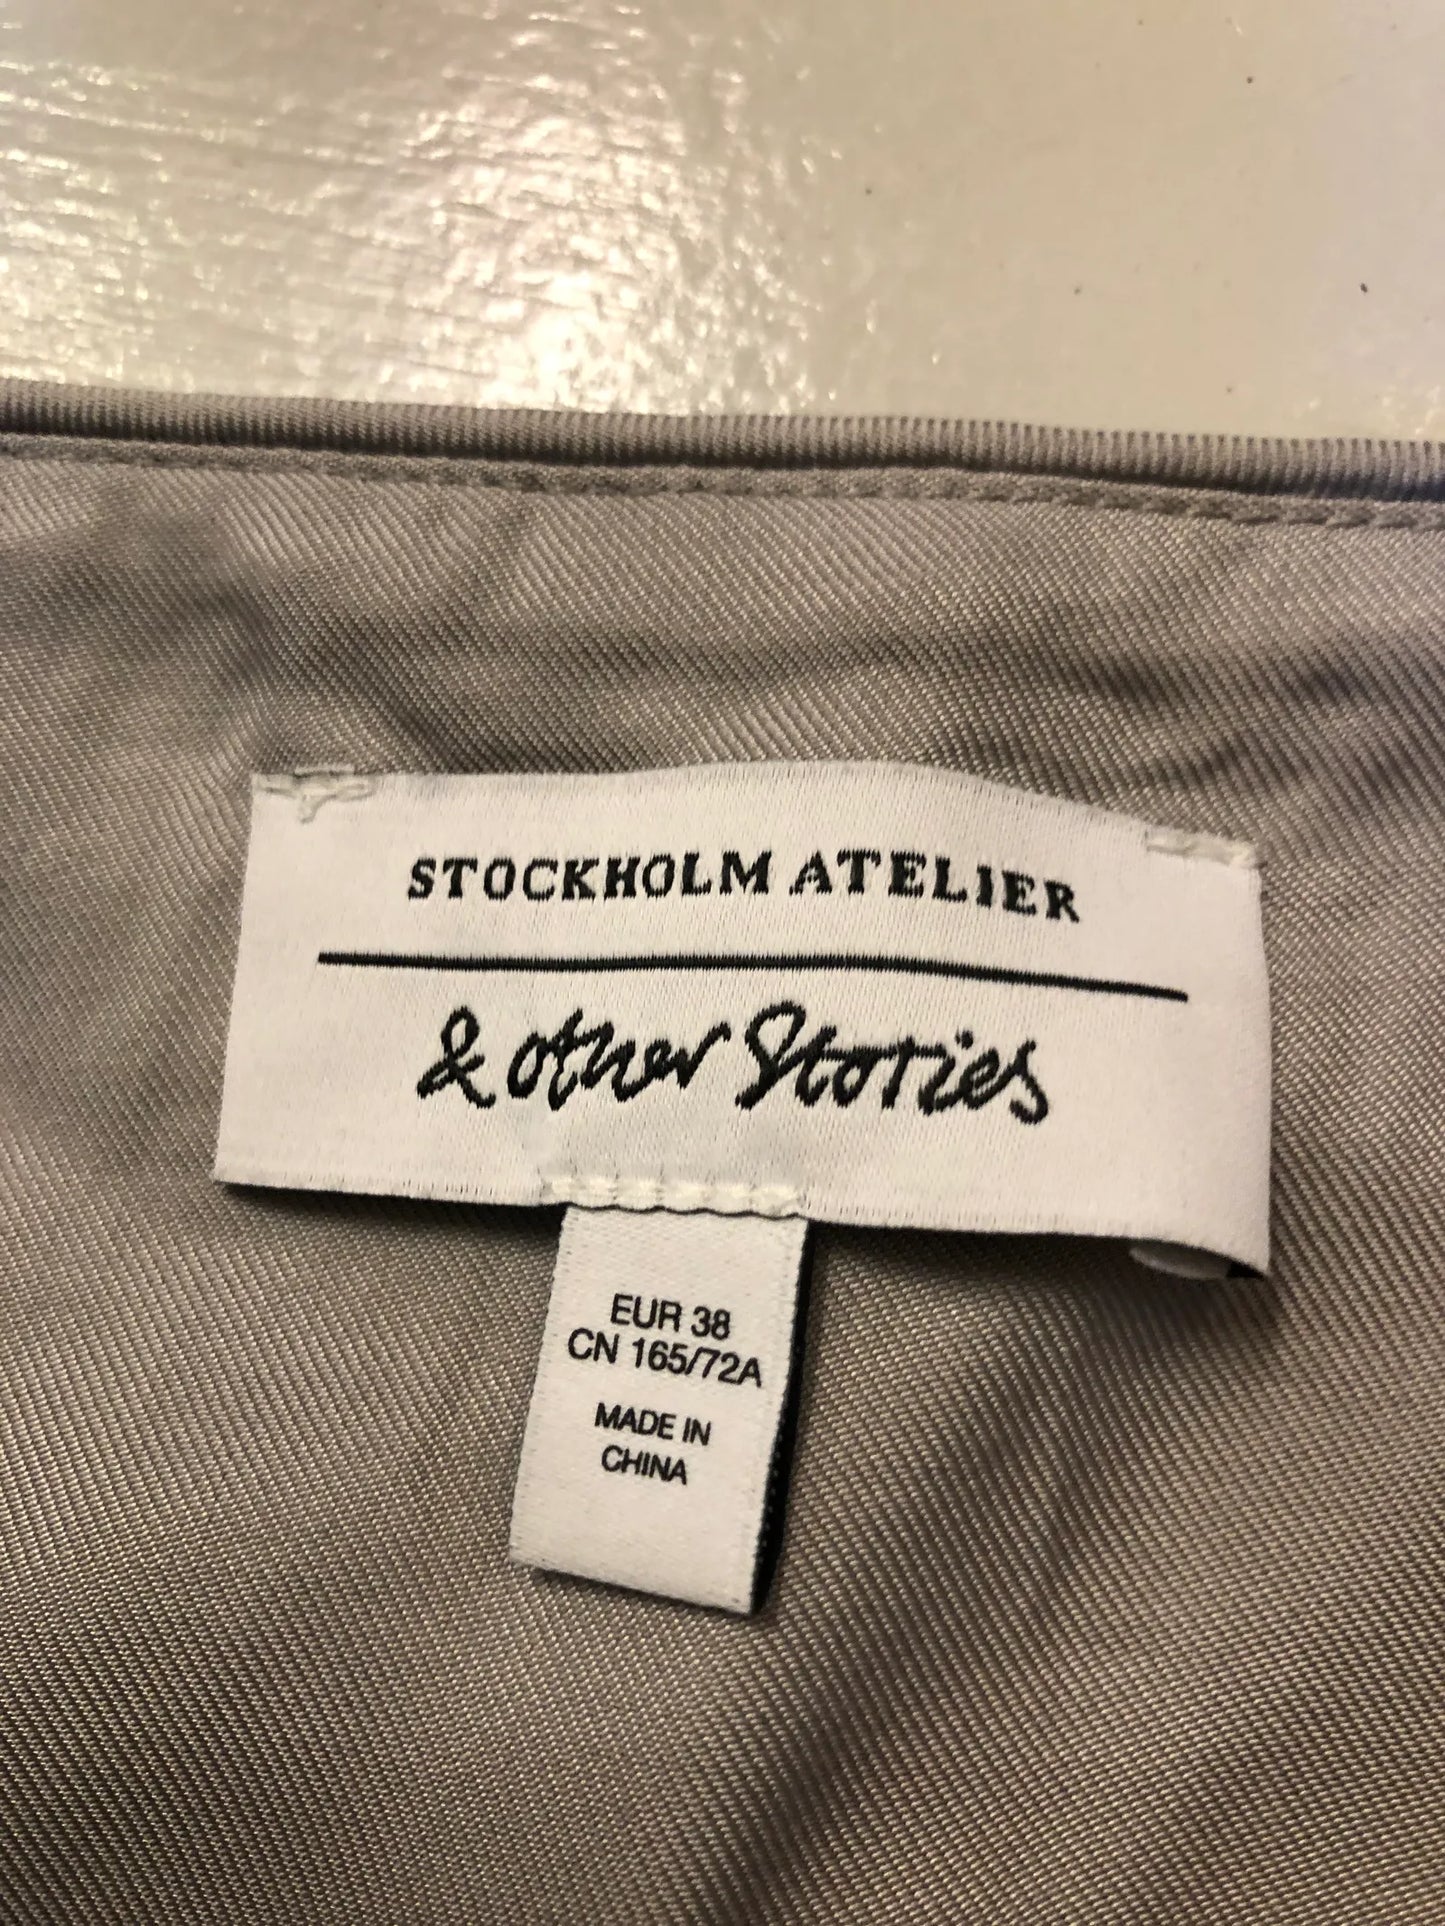 STOCKHOLM ATELIER
& other Stories
EUR 38
CN 165/72A
MADE IN
CHINA